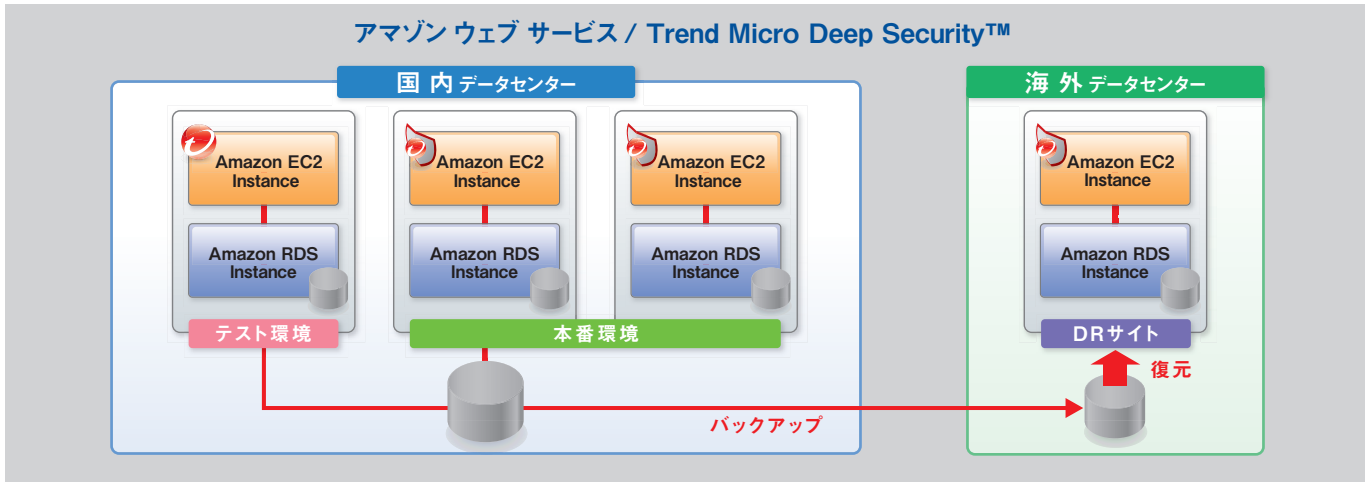 アマゾン ウェブ サービス / Trend Micro Deep Security™
国内データセンター
海外データセンター
Amazon EC2
Instance
Amazon EC2
Instance
Amazon EC2
Instance
Amazon EC2
Instance
Amazon RDS
Instance
Amazon RDS
Instance
Amazon RDS
Instance
Amazon RDS
Instance
テスト環境
本番環境
DRサイト
復元
バックアップ